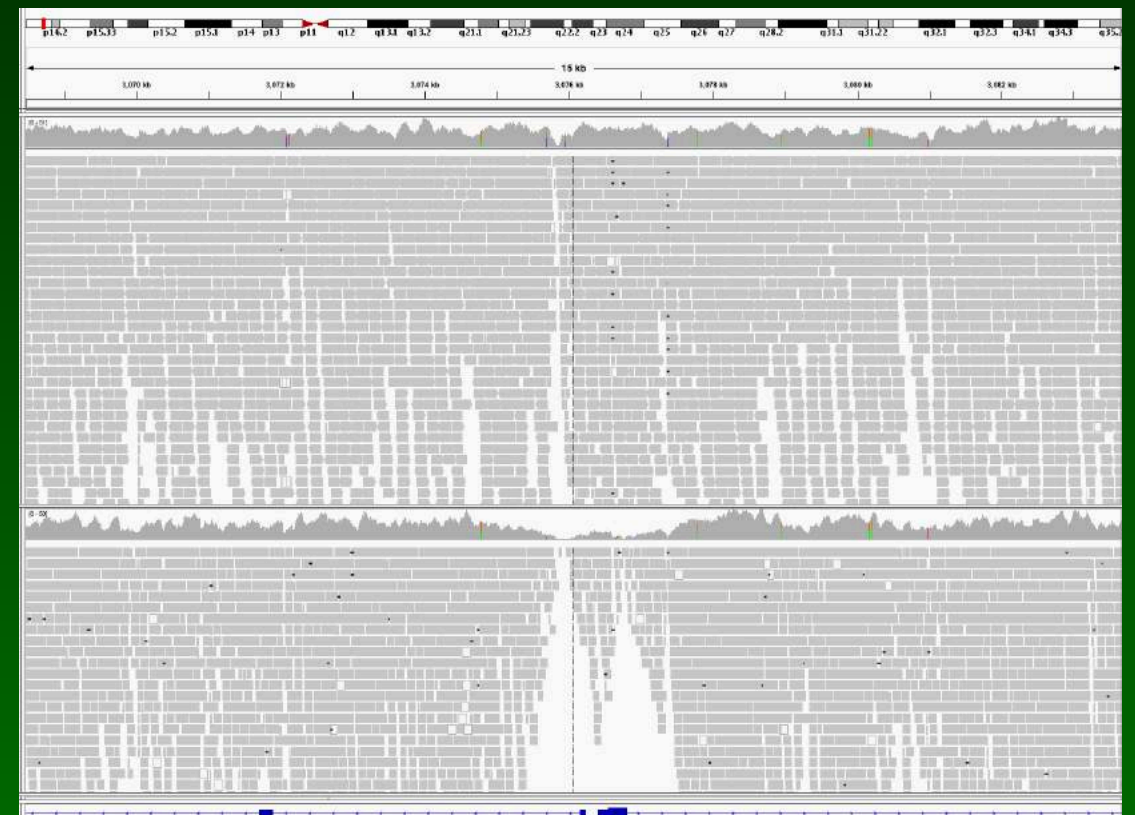 p16.2 p15.33 p15.2 p15.1 p14 p13 p11 q12 q13.1 q13.2 q21.1 q21.23 q22.2 q23 q24 q25 q26 q27 q28.2 q31.1 q31.22 q32.1 q32.3 q34.1 q34.3
15 kb
3,070 kb 3,072 kb 3,074 kb 3,076 kb 3,078 kb 3,080 kb 3,082 kb